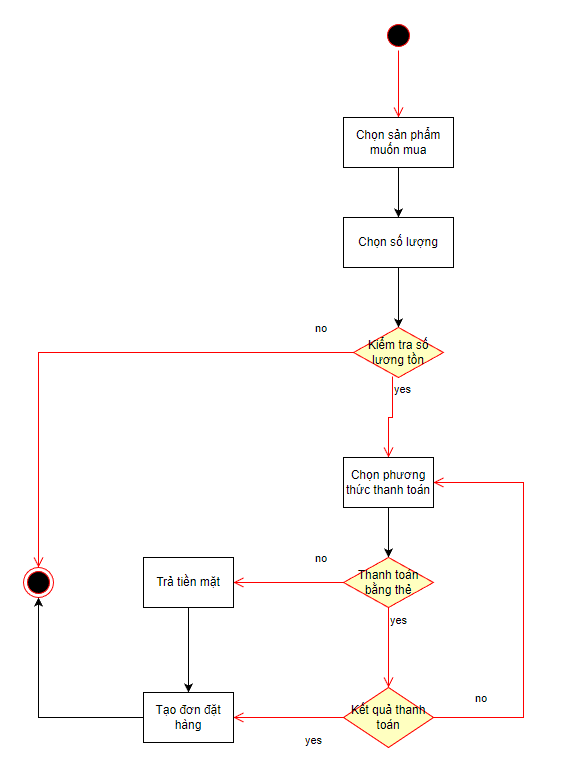 Chọn sản phẩm
muốn mua
Chọn số lượng
no
Kiểm tra số
lương tồn
yes
Chọn phương
thức thanh toán
no
Trả tiền mặt
Thanh toán
bằng thẻ
yes
Tạo đơn đặt
hàng
Kết quả thanh
toán
no
yes